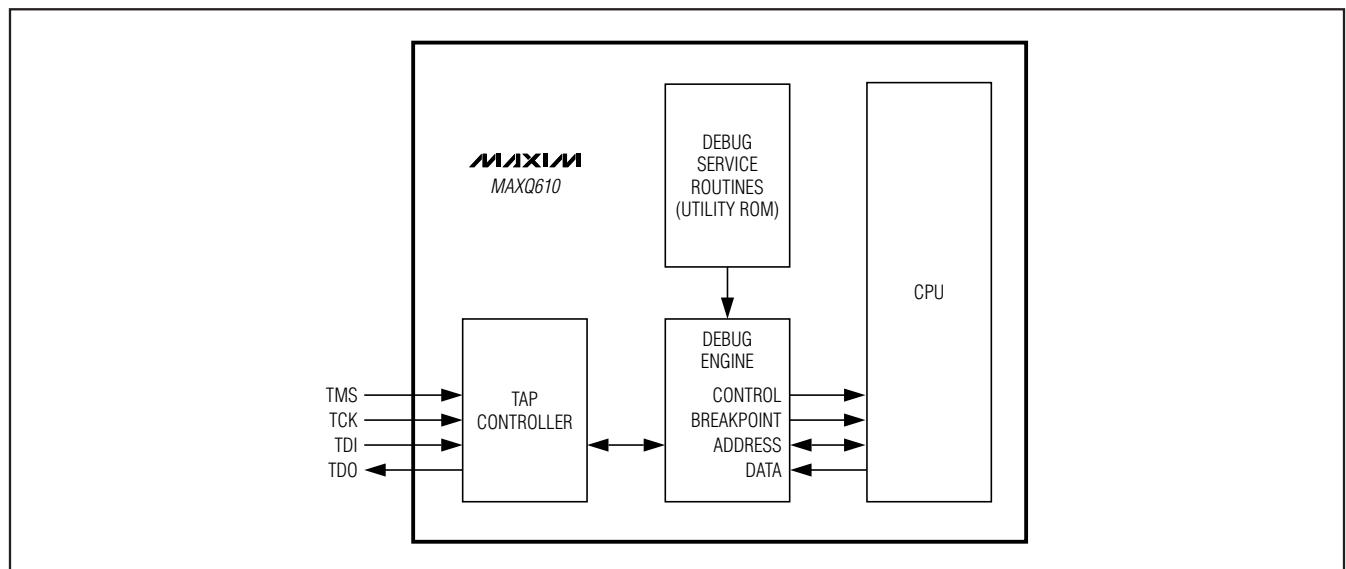 MAXIM
MAXQ610
DEBUG
SERVICE
ROUTINES
(UTILITY ROM)
CPU
DEBUG
ENGINE
TAP
CONTROLLER
TMS
TCK
TDI
TDO
CONTROL
BREAKPOINT
ADDRESS
DATA